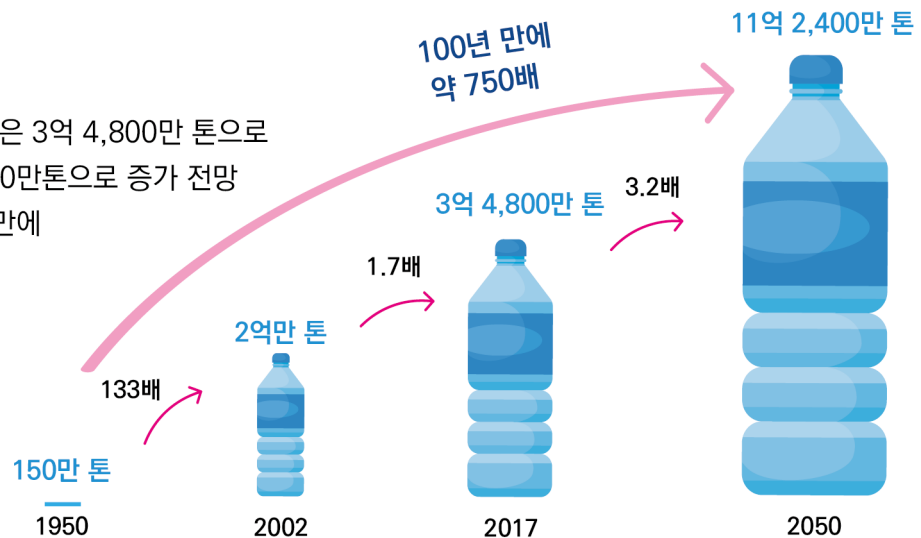 11억 2,400만 톤
100년 만에
약 750배
은 3억 4,800만 톤으로
0만톤으로 증가 전망
만에
3.2배
3억 4,800만 톤
1.7배
2억만 톤
133배
150만 톤
1950
2002
2017
2050